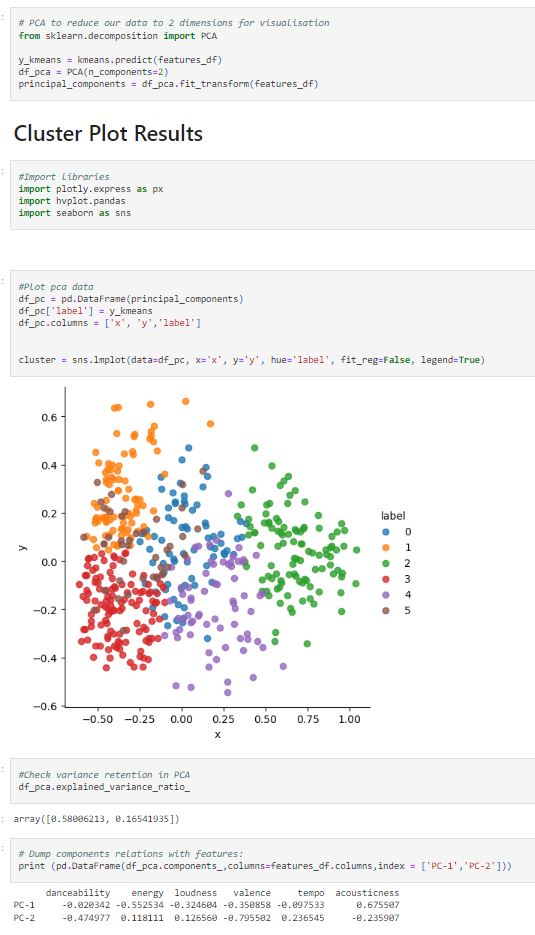 # PCA to reduce our data to 2 dimensions for visualisation
from sklearn.decomposition import PCA
y_kmeans = kmeans.predict(features_df)
df_pca = PCA(n_components=2)
principal_components = df_pca.fit_transform(features_df)
Cluster Plot Results
#Import libraries
import plotly.express as px
import hvplot.pandas
import seaborn as sns
#Plot pca data
df_pc = pd.DataFrame(principal_components)
df_pc['label'] = y_kmeans
df_pc.columns = ['x', 'y','label']
cluster = sns.lmplot(data=df_pc, x='x', y='y', hue='label', fit_reg=False, legend=True)
0.6
0.4
0.2
0.0
−0.2
−0.4
−0.6
y
−0.50 −0.25 0.00 0.25 0.50 0.75 1.00
x
label
0
1
2
3
4
5
#Check variance retention in PCA
df_pca.explained_variance_ratio_
array([0.58006213, 0.16541935])
# Dump components relations with features:
print (pd.DataFrame(df_pca.components_,columns=features_df.columns,index = ['PC-1','PC-2']))
danceability energy loudness valence tempo acousticness
PC-1 -0.020342 -0.552534 -0.324604 -0.350858 -0.097533 0.675507
PC-2 -0.474977 0.118111 0.126560 -0.795502 0.236545 -0.235907